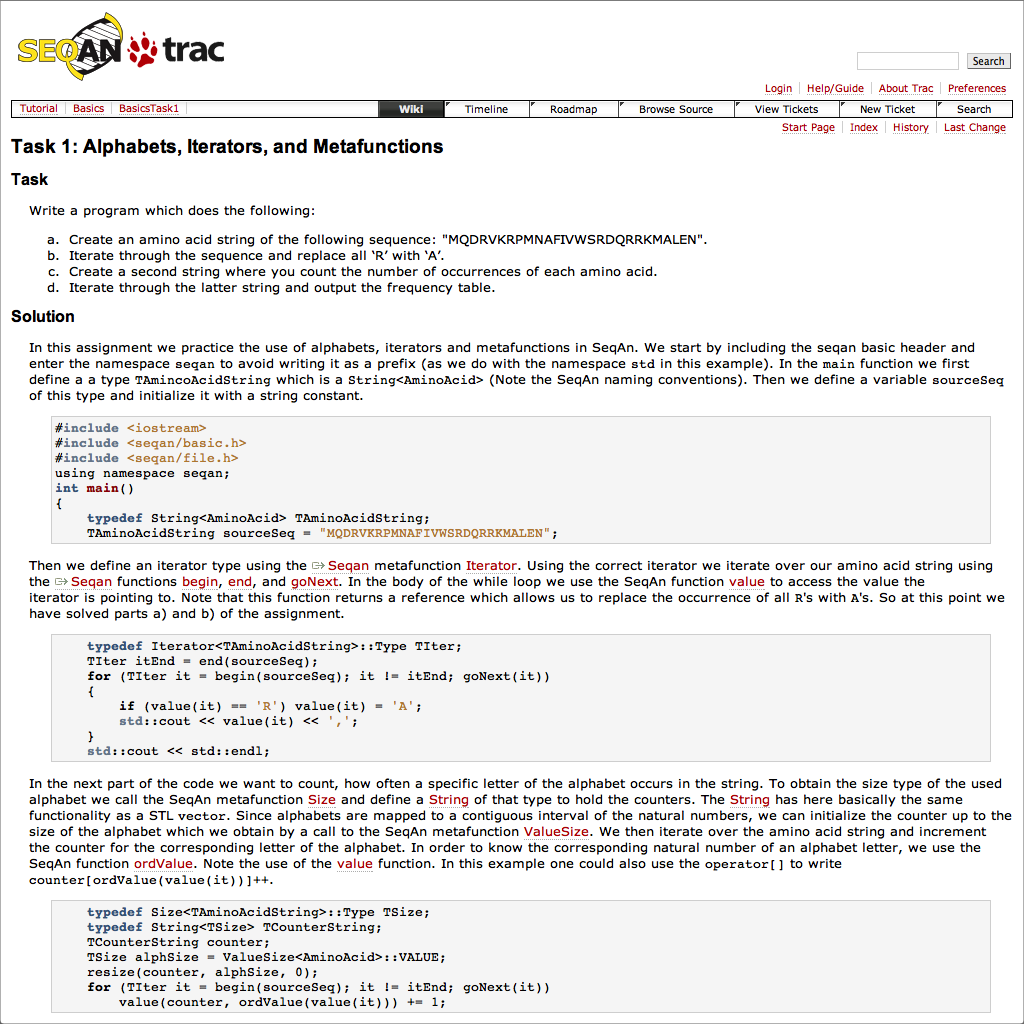 SEQAN trac
Search
Login Help/Guide About Trac Preferences
Tutorial Basics BasicsTask1 Wiki Timeline Roadmap Browse Source View Tickets New Ticket Search
Start Page Index History Last Change
Task 1: Alphabets, Iterators, and Metafunctions
Task
Write a program which does the following:
a. Create an amino acid string of the following sequence: "MQDRVKRPMNAFIVWSRDQRRKMALEN".
b. Iterate through the sequence and replace all ‘R’ with ‘A’.
c. Create a second string where you count the number of occurrences of each amino acid.
d. Iterate through the latter string and output the frequency table.
Solution
In this assignment we practice the use of alphabets, iterators and metafunctions in SeqAn. We start by including the seqan basic header and
enter the namespace seqan to avoid writing it as a prefix (as we do with the namespace std in this example). In the main function we first
define a a type TAmincoAcidString which is a String<AminoAcid> (Note the SeqAn naming conventions). Then we define a variable sourceSeq
of this type and initialize it with a string constant.
#include <iostream>
#include <seqan/basic.h>
#include <seqan/file.h>
using namespace seqan;
int main()
{
typedef String<AminoAcid> TAminoAcidString;
TAminoAcidString sourceSeq = "MQDRVKRPMNAFIVWSRDQRRKMALEN";
Then we define an iterator type using the Seqan metafunction Iterator. Using the correct iterator we iterate over our amino acid string using
the Seqan functions begin, end, and goNext. In the body of the while loop we use the SeqAn function value to access the value the
iterator is pointing to. Note that this function returns a reference which allows us to replace the occurrence of all R's with A's. So at this point we
have solved parts a) and b) of the assignment.
typedef Iterator<TAminoAcidString>::Type TIter;
TIter itEnd = end(sourceSeq);
for (TIter it = begin(sourceSeq); it != itEnd; goNext(it))
{
if (value(it) == 'R') value(it) = 'A';
std::cout << value(it) << ',';
}
std::cout << std::endl;
In the next part of the code we want to count, how often a specific letter of the alphabet occurs in the string. To obtain the size type of the used
alphabet we call the SeqAn metafunction Size and define a String of that type to hold the counters. The String has here basically the same
functionality as a STL vector. Since alphabets are mapped to a contiguous interval of the natural numbers, we can initialize the counter up to the
size of the alphabet which we obtain by a call to the SeqAn metafunction ValueSize. We then iterate over the amino acid string and increment
the counter for the corresponding letter of the alphabet. In order to know the corresponding natural number of an alphabet letter, we use the
SeqAn function ordValue. Note the use of the value function. In this example one could also use the operator[] to write
counter[ordValue(value(it))]++.
typedef Size<TAminoAcidString>::Type TSize;
typedef String<TSize> TCounterString;
TCounterString counter;
TSize alphSize = ValueSize<AminoAcid>::VALUE;
resize(counter, alphSize, 0);
for (TIter it = begin(sourceSeq); it != itEnd; goNext(it))
value(counter, ordValue(value(it))) += 1;